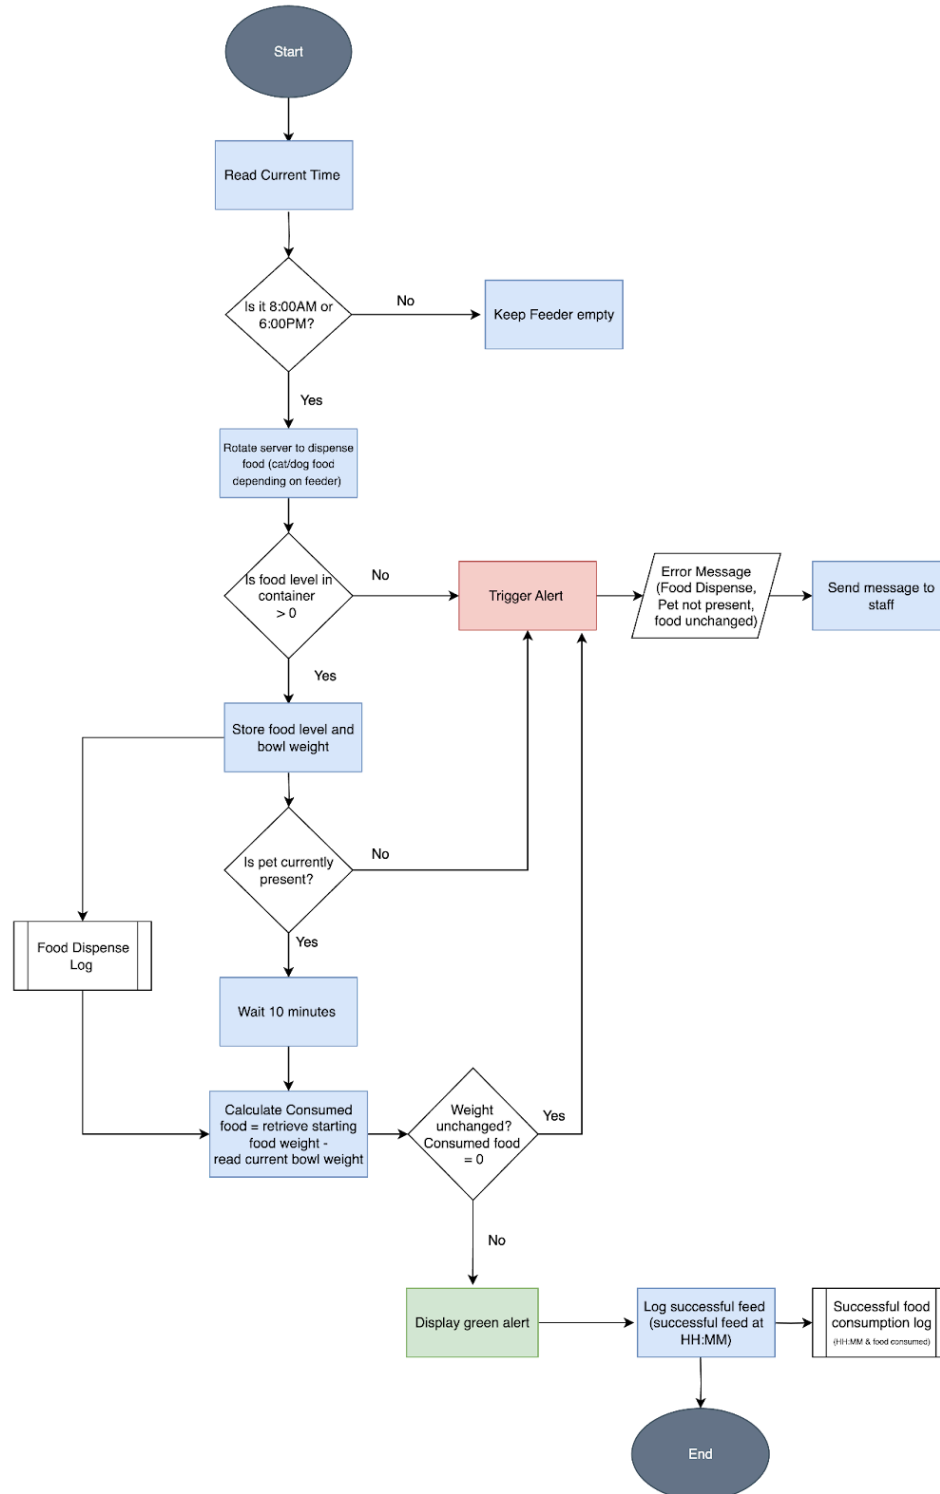 Start
Read Current Time
Is it 8:00AM or
6:00PM?
No
Keep Feeder empty
Yes
Rotate server to dispense
food (cat/dog food
depending on feeder)
Is food level in
container
> 0
No
Trigger Alert
Error Message
(Food Dispense,
Pet not present,
food unchanged)
Send message to
staff
Yes
Store food level and
bowl weight
Is pet currently
present?
No
Food Dispense
Log
Yes
Wait 10 minutes
Calculate Consumed
food = retrieve starting
food weight -
read current bowl weight
Weight
unchanged?
Consumed food
= 0
Yes
No
Display green alert
Log successful feed
(successful feed at
HH:MM)
Successful food
consumption log
(HH:MM & food consumed)
End